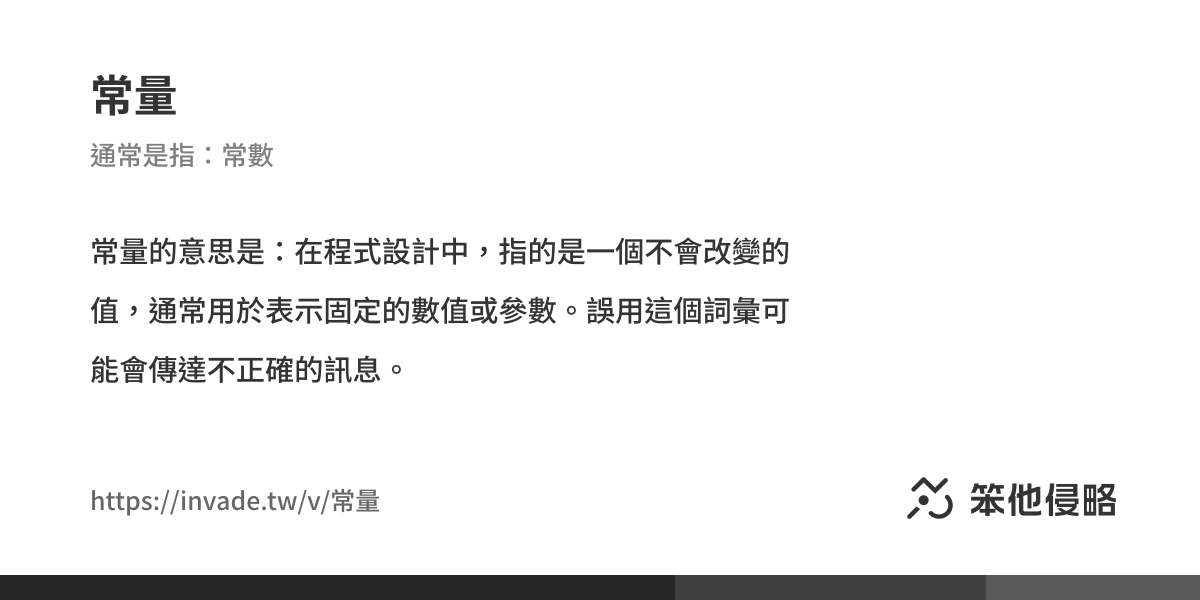 常量
通常是指：常數
常量的意思是：在程式設計中，指的是一個不會改變的
值，通常用於表示固定的數值或參數。誤用這個詞彙可
能會傳達不正確的訊息。
https://invade.tw/v/常量
笨他侵略